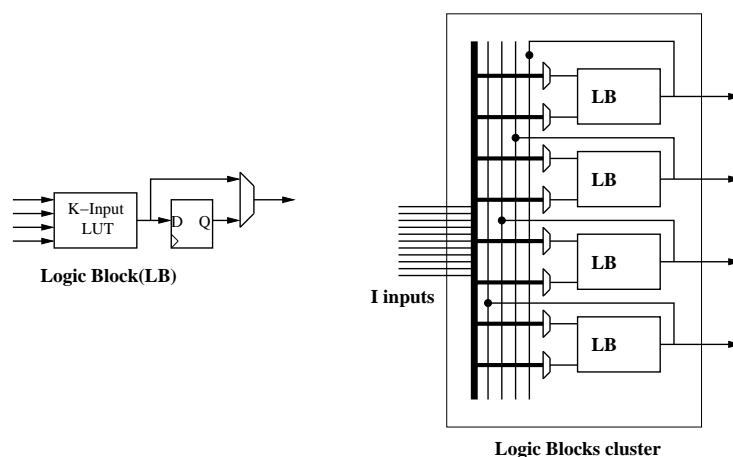 K−Input
LUT
D
Q
Logic Block(LB)
I inputs
LB
LB
LB
LB
Logic Blocks cluster